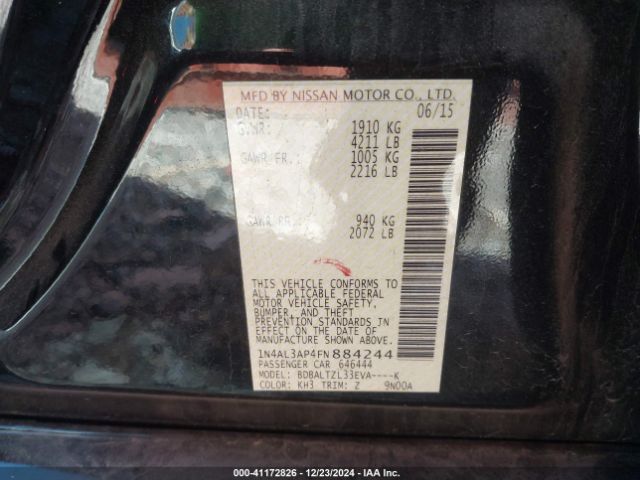 MFD BY NISSAN MOTOR CO., LTD.
DATE: 06/15
GVWR: 1910 KG
4211 LB
GAWR FR.: 1005 KG
2216 LB
GAWR RR.: 940 KG
2072 LB
THIS VEHICLE CONFORMS TO
ALL APPLICABLE FEDERAL
MOTOR VEHICLE SAFETY,
BUMPER, AND THEFT
PREVENTION STANDARDS IN
EFFECT ON THE DATE OF
MANUFACTURE SHOWN ABOVE.
1N4AL3AP4FN884244
PASSENGER CAR 646444
MODEL: BDBALTZL33EVA----K
COLOR: KH3 TRIM: Z 9N00A
000-41172826 - 12/23/2024 - IAA Inc.